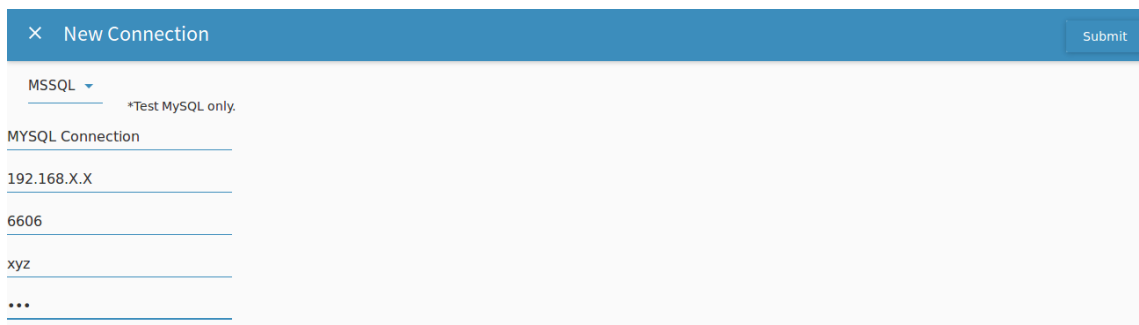 × New Connection
Submit
MSSQL
*Test MySQL only.
MYSQL Connection
192.168.X.X
6606
xyz
•••